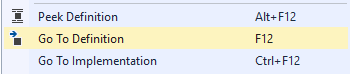 Peek Definition Alt+F12
Go To Definition F12
Go To Implementation Ctrl+F12